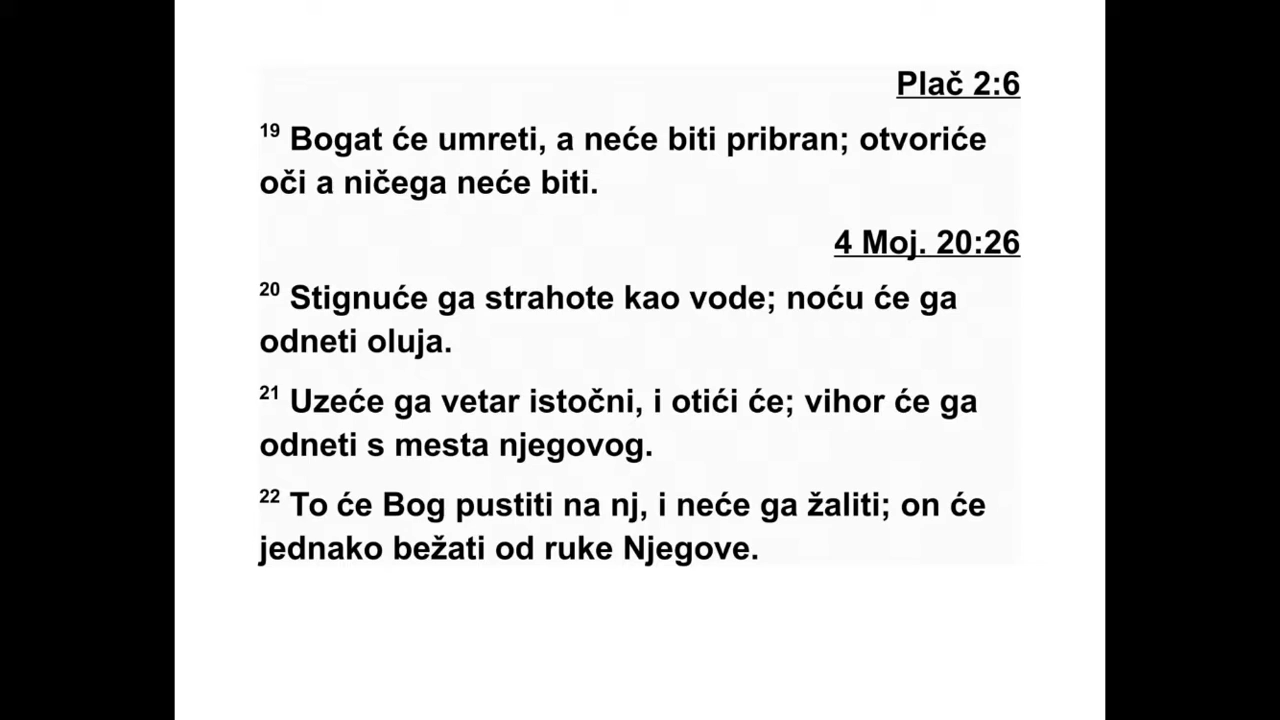 Plač 2:6
19 Bogat će umreti, a neće biti pribran; otvoriće
oči a ničega neće biti.
4 Moj. 20:26
20 Stignuće ga strahote kao vode; noću će ga
odneti oluja.
21 Uzeće ga vetar istočni, i otići će; vihor će ga
odneti s mesta njegovog.
22 To će Bog pustiti na nj, i neće ga žaliti; on će
jednako bežati od ruke Njegove.